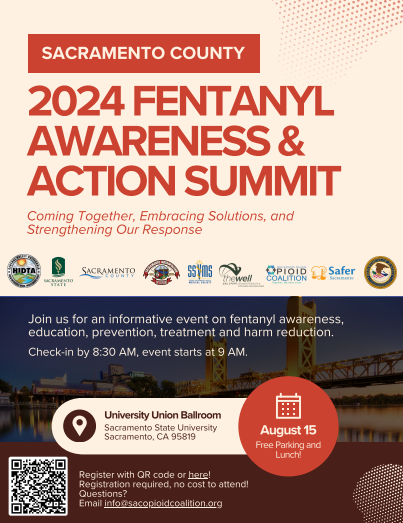 SACRAMENTO COUNTY
2024 FENTANYL
AWARENESS &
ACTION SUMMIT
Coming Together, Embracing Solutions, and
Strengthening Our Response
HIDTA
SACRAMENTO
STATE
SACRAMENTO
COUNTY
SSVMS
thewell
OPIOID
COALITION
Safer
Sacramento
Join us for an informative event on fentanyl awareness,
education, prevention, treatment and harm reduction.
Check-in by 8:30 AM, event starts at 9 AM.
University Union Ballroom
Sacramento State University
Sacramento, CA 95819
August 15
Free Parking and
Lunch!
Register with QR code or here!
Registration required, no cost to attend!
Questions?
Email info@sacopioidcoalition.org